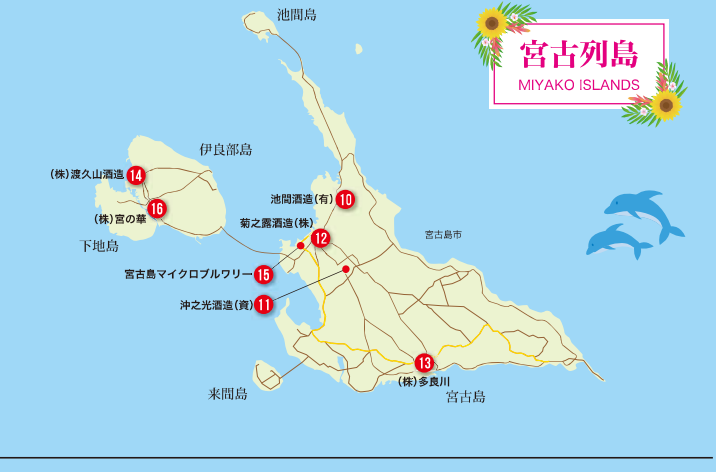 池間島
宮古列島
MIYAKO ISLANDS
伊良部島
(株)渡久山酒造 14
16
(株)宮の華
下地島
池間酒造(有) 10
菊之露酒造(株)
12
宮古島市
宮古島マイクロブルワリー 15
沖之光酒造(資) 11
13
(株)多良川
来間島
宮古島